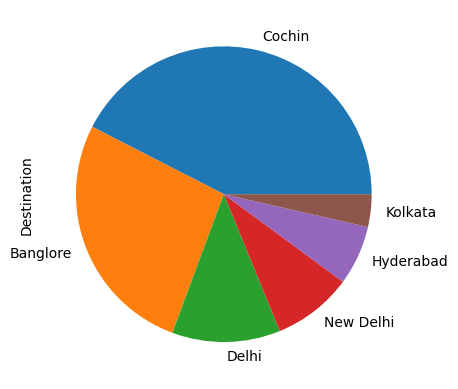 Cochin
Destination
Banglore
Kolkata
Hyderabad
New Delhi
Delhi